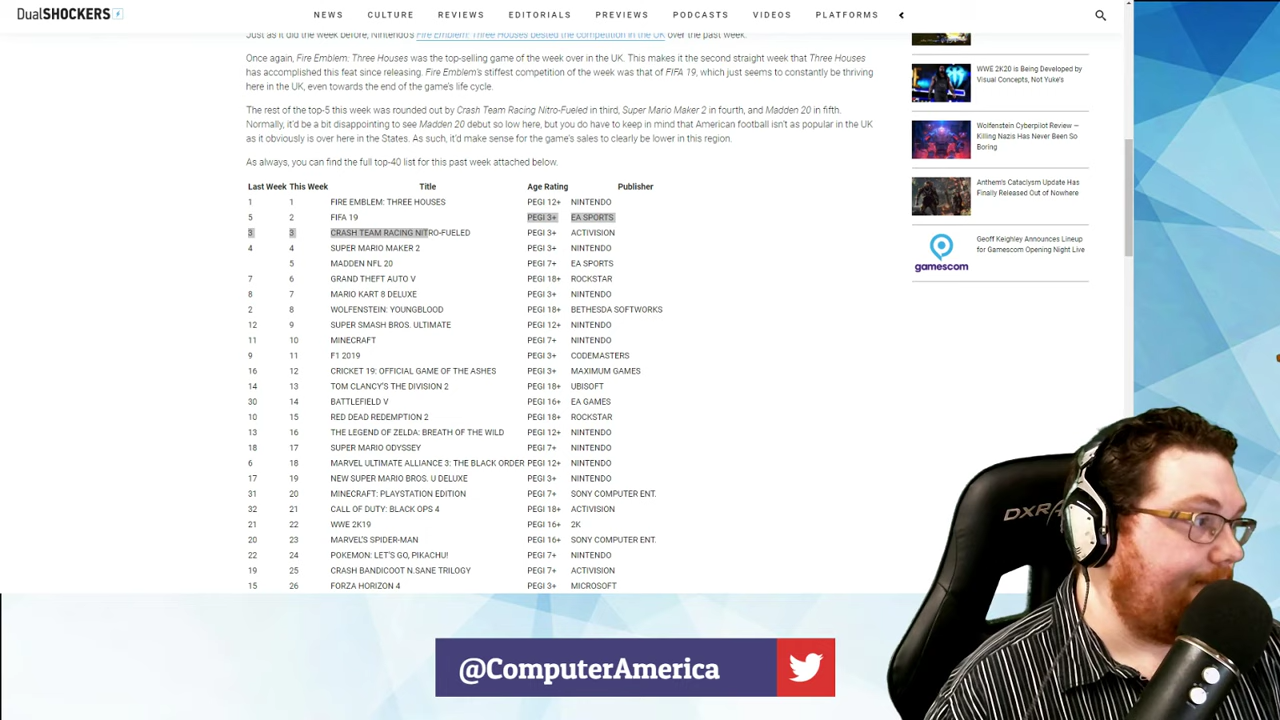 DualSHOCKERS
NEWS CULTURE REVIEWS EDITORIALS PREVIEWS PODCASTS VIDEOS PLATFORMS
Just as it did the week before, Nintendo's Fire Emblem: Three Houses bested the competition in the UK over the past week.
Once again, Fire Emblem: Three Houses was the top-selling game of the week over in the UK. This makes it the second straight week that Three Houses
has accomplished this feat since releasing. Fire Emblem's stiffest competition of the week was that of FIFA 19, which just seems to constantly be thriving
here in the UK, even towards the end of the game's life cycle.
The rest of the top-5 this week was rounded out by Crash Team Racing Nitro-Fueled in third, Super Mario Maker 2 in fourth, and Madden 20 in fifth.
Normally, it'd be a bit disappointing to see Madden 20 debut so low here, but you do have to keep in mind that American football isn't as popular in the UK
as it obviously is over here in the States. As such, it'd make sense for the game's sales to clearly be lower in this region.
As always, you can find the full top-40 list for this past week attached below.
Last Week This Week Title Age Rating Publisher
1 1 FIRE EMBLEM: THREE HOUSES PEGI 12+ NINTENDO
5 2 FIFA 19 PEGI 3+ EA SPORTS
3 3 CRASH TEAM RACING NITRO-FUELED PEGI 3+ ACTIVISION
4 4 SUPER MARIO MAKER 2 PEGI 3+ NINTENDO
5 MADDEN NFL 20 PEGI 7+ EA SPORTS
7 6 GRAND THEFT AUTO V PEGI 18+ ROCKSTAR
8 7 MARIO KART 8 DELUXE PEGI 3+ NINTENDO
2 8 WOLFENSTEIN: YOUNGBLOOD PEGI 18+ BETHESDA SOFTWORKS
12 9 SUPER SMASH BROS. ULTIMATE PEGI 12+ NINTENDO
11 10 MINECRAFT PEGI 7+ NINTENDO
9 11 F1 2019 PEGI 3+ CODEMASTERS
16 12 CRICKET 19: OFFICIAL GAME OF THE ASHES PEGI 3+ MAXIMUM GAMES
14 13 TOM CLANCY'S THE DIVISION 2 PEGI 18+ UBISOFT
30 14 BATTLEFIELD V PEGI 16+ EA GAMES
10 15 RED DEAD REDEMPTION 2 PEGI 18+ ROCKSTAR
13 16 THE LEGEND OF ZELDA: BREATH OF THE WILD PEGI 12+ NINTENDO
18 17 SUPER MARIO ODYSSEY PEGI 7+ NINTENDO
6 18 MARVEL ULTIMATE ALLIANCE 3: THE BLACK ORDER PEGI 12+ NINTENDO
17 19 NEW SUPER MARIO BROS. U DELUXE PEGI 3+ NINTENDO
31 20 MINECRAFT: PLAYSTATION EDITION PEGI 7+ SONY COMPUTER ENT.
32 21 CALL OF DUTY: BLACK OPS 4 PEGI 18+ ACTIVISION
21 22 WWE 2K19 PEGI 16+ 2K
20 23 MARVEL'S SPIDER-MAN PEGI 16+ SONY COMPUTER ENT.
22 24 POKEMON: LET'S GO, PIKACHU! PEGI 7+ NINTENDO
19 25 CRASH BANDICOOT N.SANE TRILOGY PEGI 7+ ACTIVISION
15 26 FORZA HORIZON 4 PEGI 3+ MICROSOFT
WWE 2K20 is Being Developed by
Visual Concepts, Not Yuke's
Wolfenstein Cyberpilot Review —
Killing Nazis Has Never Been So
Boring
Anthem's Cataclysm Update Has
Finally Released Out of Nowhere
gamescom
Geoff Keighley Announces Lineup
for Gamescom Opening Night Live
@ComputerAmerica